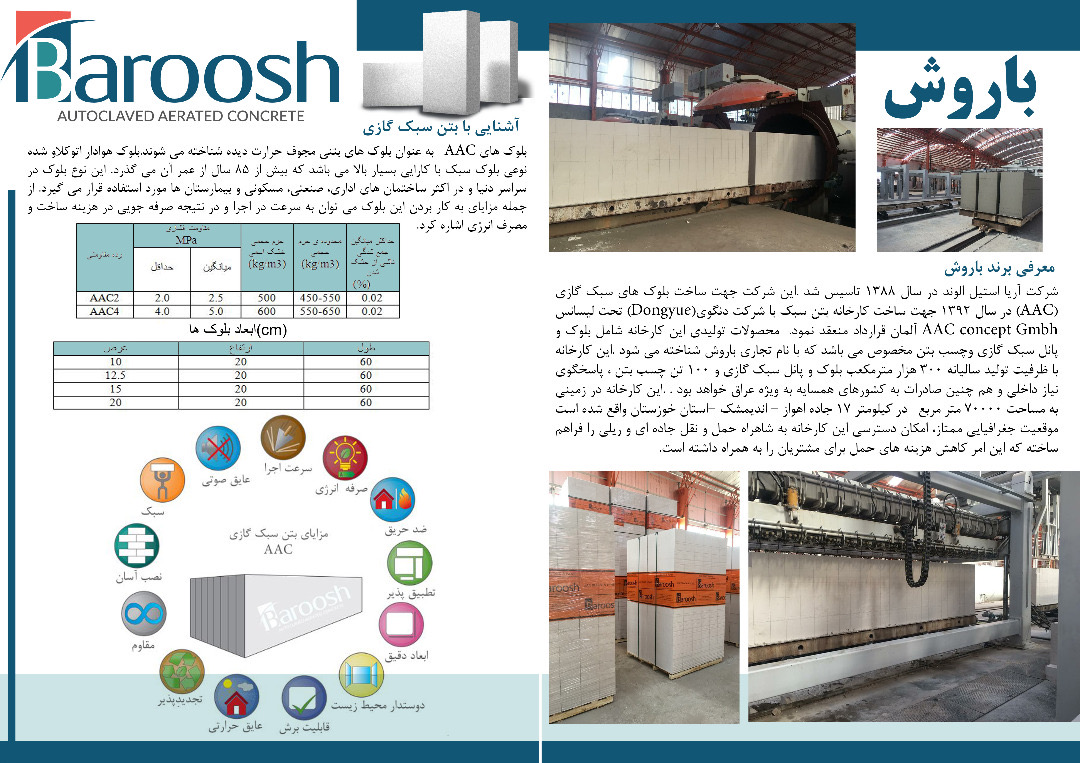 Baroosh
AUTOCLAVED AERATED CONCRETE
آشنایی با بتن سبک گازی
بلوک های AAC به عنوان بلوک های بتنی مجوف حرارت دیده شناخته می شوند.بلوک هوادار اتوکلاو شده
نوعی بلوک سبک با کارایی بسیار بالا می باشد که بیش از ۸۵ سال از عمر آن می گذرد. این نوع بلوک در
سراسر دنیا و در اکثر ساختمان های اداری، صنعتی، مسکونی و بیمارستان ها مورد استفاده قرار می گیرد. از
جمله مزایای به کار بردن این بلوک می توان به سرعت در اجرا و در نتیجه صرفه جویی در هزینه ساخت و
مصرف انرژی اشاره کرد.
مقاومت فشاری
MPa
حداقل میانگین
(kg/m3) (kg/m3) (%)
AAC2 2.0 2.5 500 450-550 0.02
AAC4 4.0 5.0 600 550-650 0.02
ابعاد بلوک ها(cm)
عرض ارتفاع طول
10 20 60
12.5 20 60
15 20 60
20 20 60
سرعت اجرا
عایق صوتی
صرفه انرژی
سبک
ضد حریق
مزایای بتن سبک گازی
AAC
نصب آسان
تطبیق پذیر
Baroosh
مقاوم
ابعاد دقیق
تجدیدپذیر
دوستدار محیط زیست
عایق حرارتی
قابلیت برش
باروش
معرفی برند باروش
شرکت آریا استیل الوند در سال ۱۳۸۸ تاسیس شد .این شرکت جهت ساخت بلوک های سبک گازی
(AAC) در سال ۱۳۹۲ جهت ساخت کارخانه بتن سبک با شرکت دنگوی(Dongyue) تحت لیسانس
AAC concept Gmbh آلمان قرارداد منعقد نمود. محصولات تولیدی این کارخانه شامل بلوک و
پانل سبک گازی وچسب بتن مخصوص می باشد که با نام تجاری باروش شناخته می شود .این کارخانه
با ظرفیت تولید سالیانه ۳۰۰ هزار مترمکعب بلوک و پانل سبک گازی و ۱۰۰ تن چسب بتن ، پاسخگوی
نیاز داخلی و هم چنین صادرات به کشورهای همسایه به ویژه عراق خواهد بود . .این کارخانه در زمینی
به مساحت ۷۰۰۰۰ متر مربع در کیلومتر ۱۷ جاده اهواز – اندیمشک –استان خوزستان واقع شده است
موقعیت جغرافیایی ممتاز، امکان دسترسی این کارخانه به شاهراه حمل و نقل جاده ای و ریلی را فراهم
ساخته که این امر کاهش هزینه های حمل برای مشتریان را به همراه داشته است.
Baroosh
Baroosh